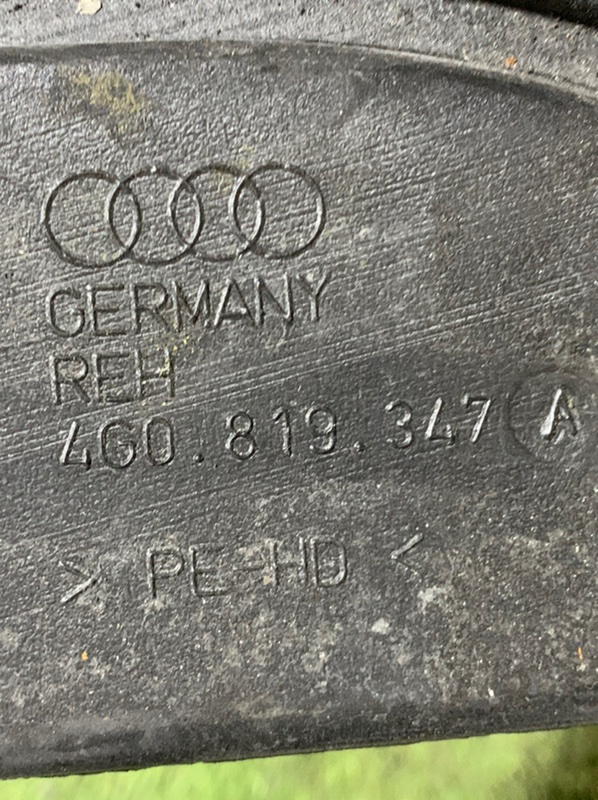 GERMANY
REH
4G0.819.347 A
> PE-HD <